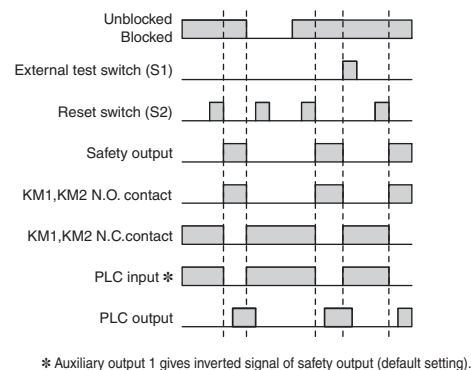 Unblocked
Blocked
External test switch (S1)
Reset switch (S2)
Safety output
KM1,KM2 N.O. contact
KM1,KM2 N.C.contact
PLC input ✻
PLC output
✻ Auxiliary output 1 gives inverted signal of safety output (default setting).